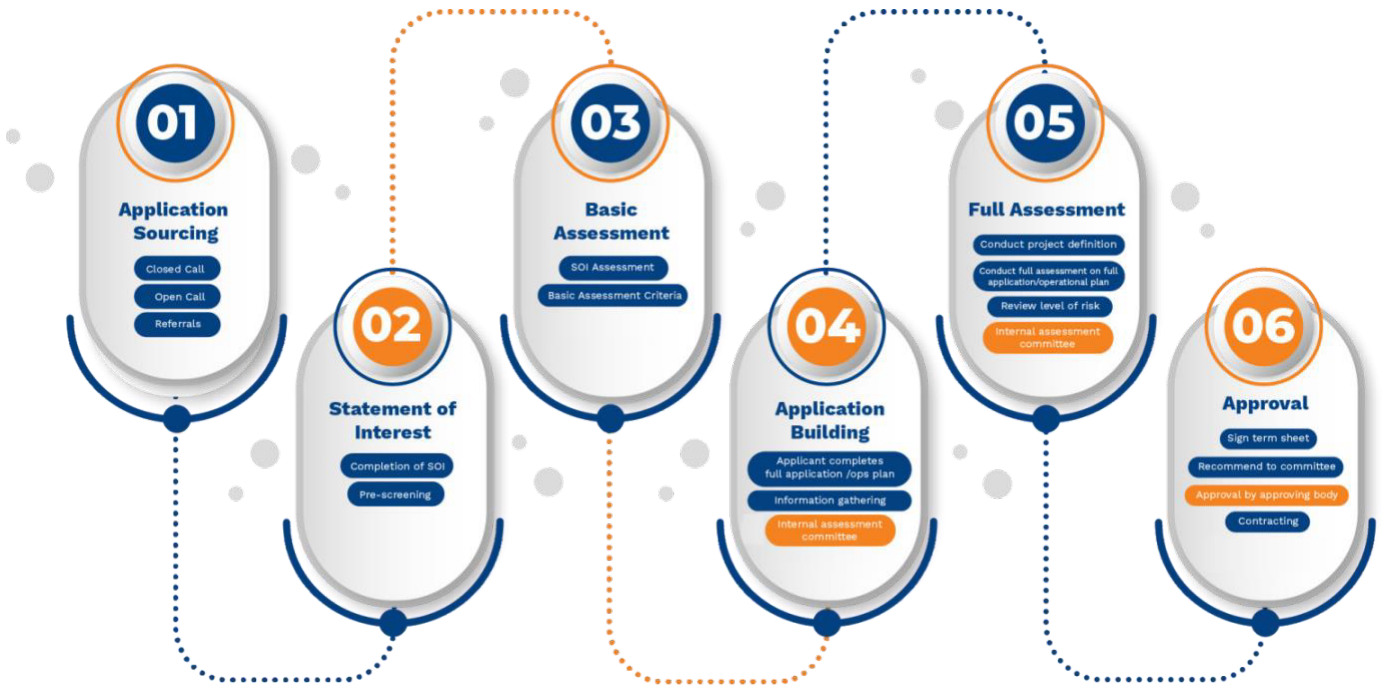 01
Application
Sourcing
Closed Call
Open Call
Referrals
02
Statement of
Interest
Completion of SOI
Pre-screening
03
Basic
Assessment
SOI Assessment
Basic Assessment Criteria
04
Application
Building
Applicant completes
full application /ops plan
Information gathering
Internal assessment
committee
05
Full Assessment
Conduct project definition
Conduct full assessment on full
application/operational plan
Review level of risk
Internal assessment
committee
06
Approval
Sign term sheet
Recommend to committee
Approval by approving body
Contracting